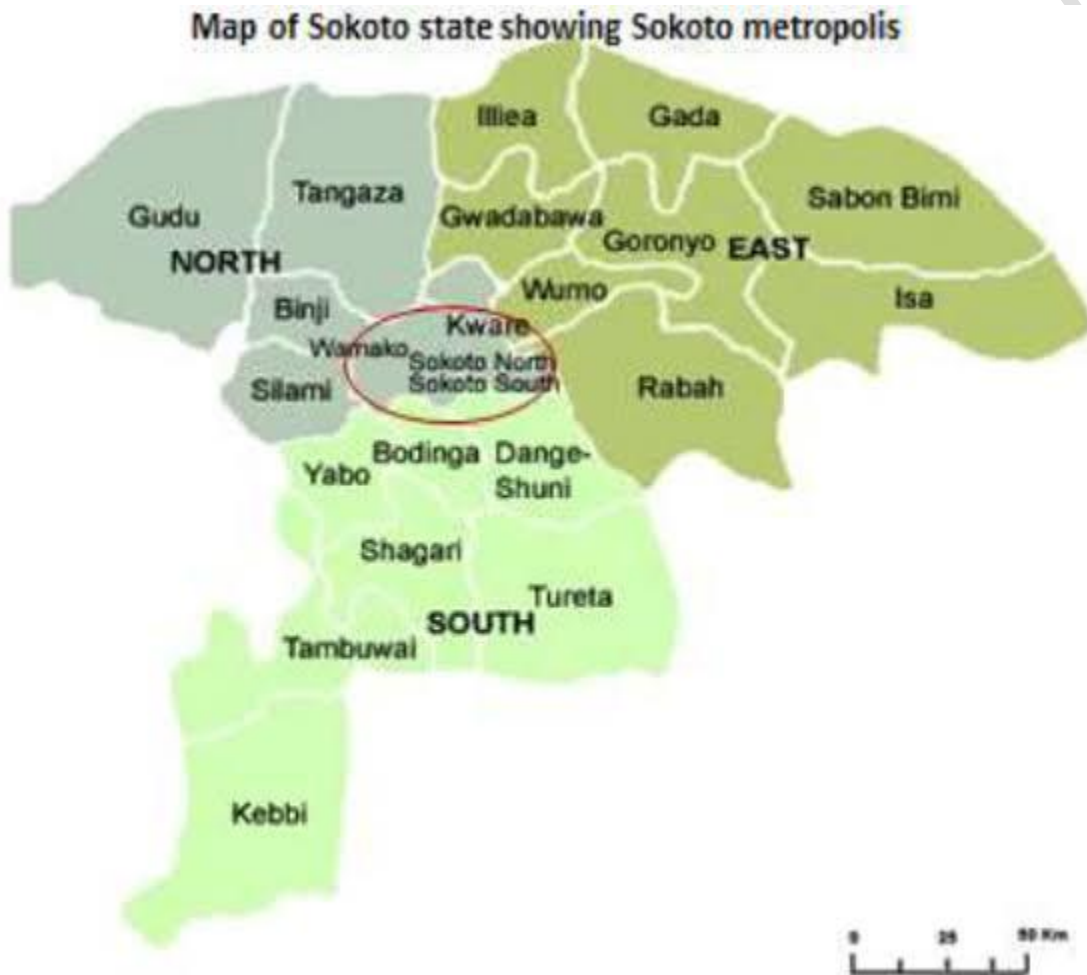 Map of Sokoto state showing Sokoto metropolis
Illiea
Gada
Tangaza
Sabon Bimi
Gudu
Gwadabawa
Goronyo
EAST
NORTH
Wumo
Isa
Binji
Kware
Wamako
Sokoto North
Sokoto South
Silami
Rabah
Bodinga
Dange-
Shuni
Yabo
Shagari
Tureta
SOUTH
Tambuwal
Kebbi
0 25 50 Km